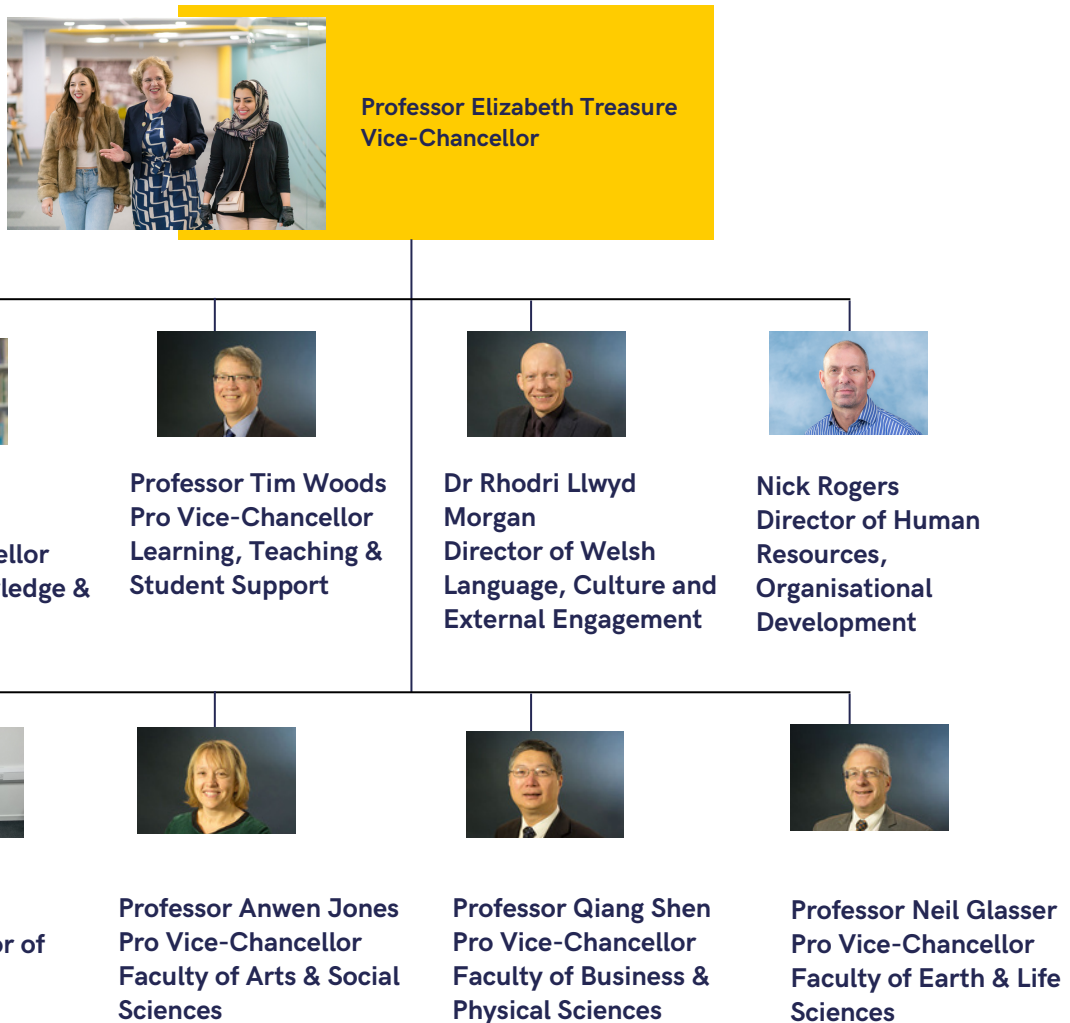 Professor Elizabeth Treasure
Vice-Chancellor
Professor Tim Woods
Pro Vice-Chancellor
Learning, Teaching &
Student Support
Dr Rhodri Llwyd
Morgan
Director of Welsh
Language, Culture and
External Engagement
Nick Rogers
Director of Human
Resources,
Organisational
Development
&
of
Professor Anwen Jones
Pro Vice-Chancellor
Faculty of Arts & Social
Sciences
Professor Qiang Shen
Pro Vice-Chancellor
Faculty of Business &
Physical Sciences
Professor Neil Glasser
Pro Vice-Chancellor
Faculty of Earth & Life
Sciences